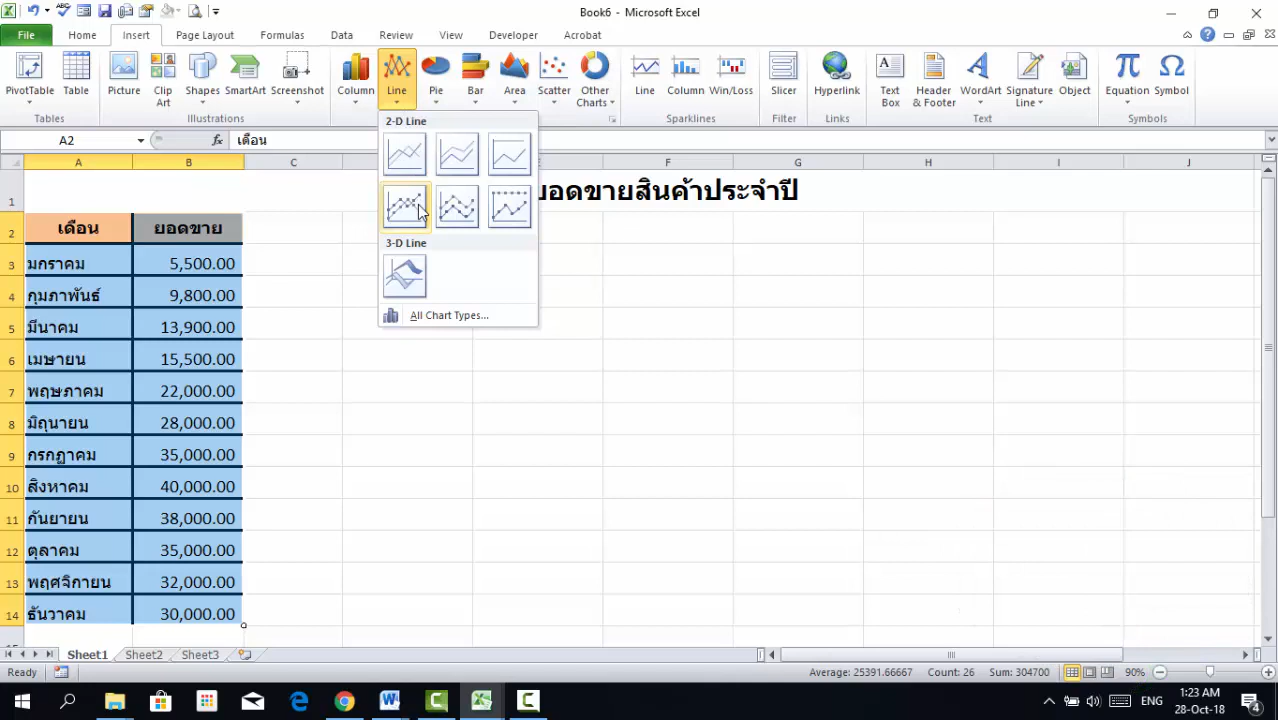 Book6 - Microsoft Excel
File Home Insert Page Layout Formulas Data Review View Developer Acrobat
PivotTable Table Picture Clip Art Shapes SmartArt Screenshot Column Line Pie Bar Area Scatter Other Charts Line Column Win/Loss Slicer Hyperlink Text Box Header & Footer WordArt Signature Line Object Equation Symbol
Tables Illustrations Sparklines Filter Links Text Symbols
A2 fx เดือน
2-D Line
3-D Line
All Chart Types...
A B C E F G H I J
1 ยอดขายสินค้าประจำปี
2 เดือน ยอดขาย
3 มกราคม 5,500.00
4 กุมภาพันธ์ 9,800.00
5 มีนาคม 13,900.00
6 เมษายน 15,500.00
7 พฤษภาคม 22,000.00
8 มิถุนายน 28,000.00
9 กรกฏาคม 35,000.00
10 สิงหาคม 40,000.00
11 กันยายน 38,000.00
12 ตุลาคม 35,000.00
13 พฤศจิกายน 32,000.00
14 ธันวาคม 30,000.00
Sheet1 Sheet2 Sheet3
Ready Average: 25391.66667 Count: 26 Sum: 304700 90%
ENG 1:23 AM
28-Oct-18 4